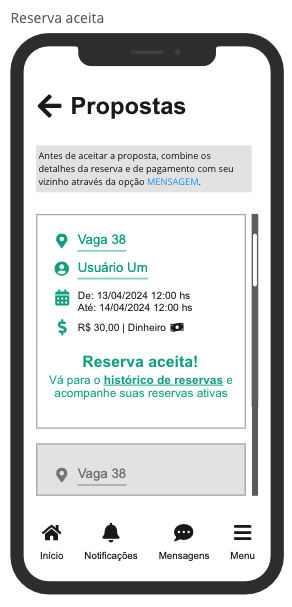 Reserva aceita
Propostas
Antes de aceitar a proposta, combine os
detalhes da reserva e de pagamento com seu
vizinho através da opção MENSAGEM.
Vaga 38
Usuário Um
De: 13/04/2024 12:00 hs
Até: 14/04/2024 12:00 hs
R$ 30,00 | Dinheiro
Reserva aceita!
Vá para o histórico de reservas e
acompanhe suas reservas ativas
Vaga 38
Início Notificações Mensagens Menu